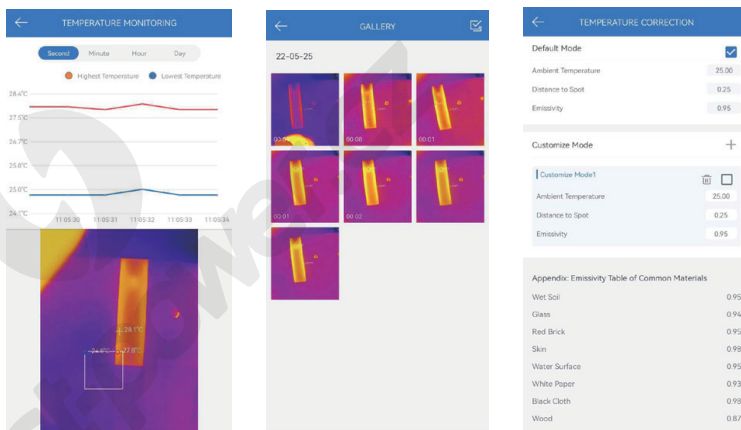 TEMPERATURE MONITORING
Second Minute Hour Day
Highest Temperature Lowest Temperature
28.4°C
27.5°C
26.7°C
25.8°C
25.0°C
24.1°C
11:05:30 11:05:31 11:05:32 11:05:33 11:05:34
28.1°C
27.8°C
GALLERY
22-05-25
00:01 00:08 00:01
00:01 00:02
TEMPERATURE CORRECTION
Default Mode
Ambient Temperature 25.00
Distance to Spot 0.25
Emissivity 0.95
Customize Mode
Customize Mode1
Ambient Temperature 25.00
Distance to Spot 0.25
Emissivity 0.95
Appendix: Emissivity Table of Common Materials
Wet Soil 0.95
Glass 0.94
Red Brick 0.95
Skin 0.98
Water Surface 0.95
White Paper 0.93
Black Cloth 0.98
Wood 0.87